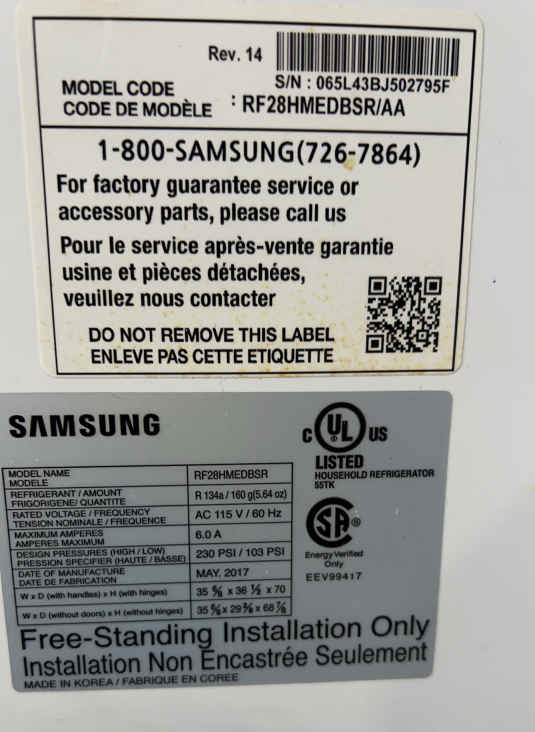 Rev. 14
S/N : 065L43BJ502795F
MODEL CODE
CODE DE MODÈLE : RF28HMEDBSR/AA
1-800-SAMSUNG(726-7864)
For factory guarantee service or
accessory parts, please call us
Pour le service après-vente garantie
usine et pièces détachées,
veuillez nous contacter
DO NOT REMOVE THIS LABEL
ENLEVE PAS CETTE ETIQUETTE
SAMSUNG
C UL US
LISTED
HOUSEHOLD REFRIGERATOR
55TK
SA
Energy Verified
Only
EEV99417
MODEL NAME
MODELE
RF28HMEDBSR
REFRIGERANT / AMOUNT
FRIGORIGENE/ QUANTITE
R 134a / 160 g(5.64 oz)
RATED VOLTAGE / FREQUENCY
TENSION NOMINALE / FREQUENCE
AC 115 V / 60 Hz
MAXIMUM AMPERES
AMPERES MAXIMUM
6.0 A
DESIGN PRESSURES (HIGH / LOW)
PRESSION SPECIFIER (HAUTE / BASSE)
230 PSI / 103 PSI
DATE OF MANUFACTURE
DATE DE FABRICATION
MAY. 2017
W x D (with handles) x H (with hinges)
35 x 36 ½ x 70
W x D (without doors) x H (without hinges)
35 x 29 x 68 ⅞
Free-Standing Installation Only
Installation Non Encastrée Seulement
MADE IN KOREA / FABRIQUE EN COREE